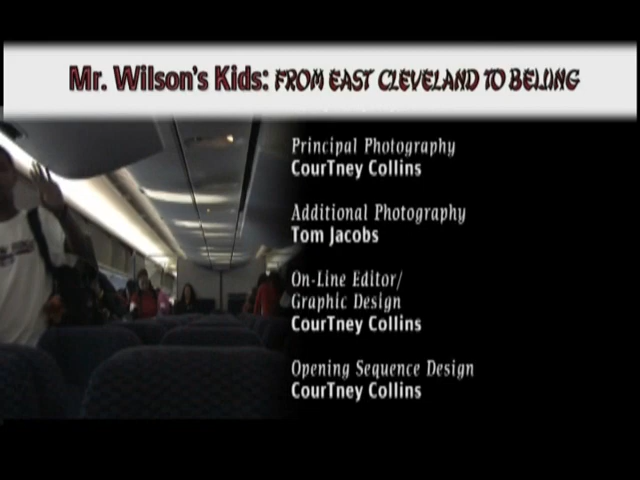 Mr. Wilson's Kids: FROM EAST CLEVELAND TO BEIJING
Principal Photography
CourTney Collins
Additional Photography
Tom Jacobs
On-Line Editor/
Graphic Design
CourTney Collins
Opening Sequence Design
CourTney Collins